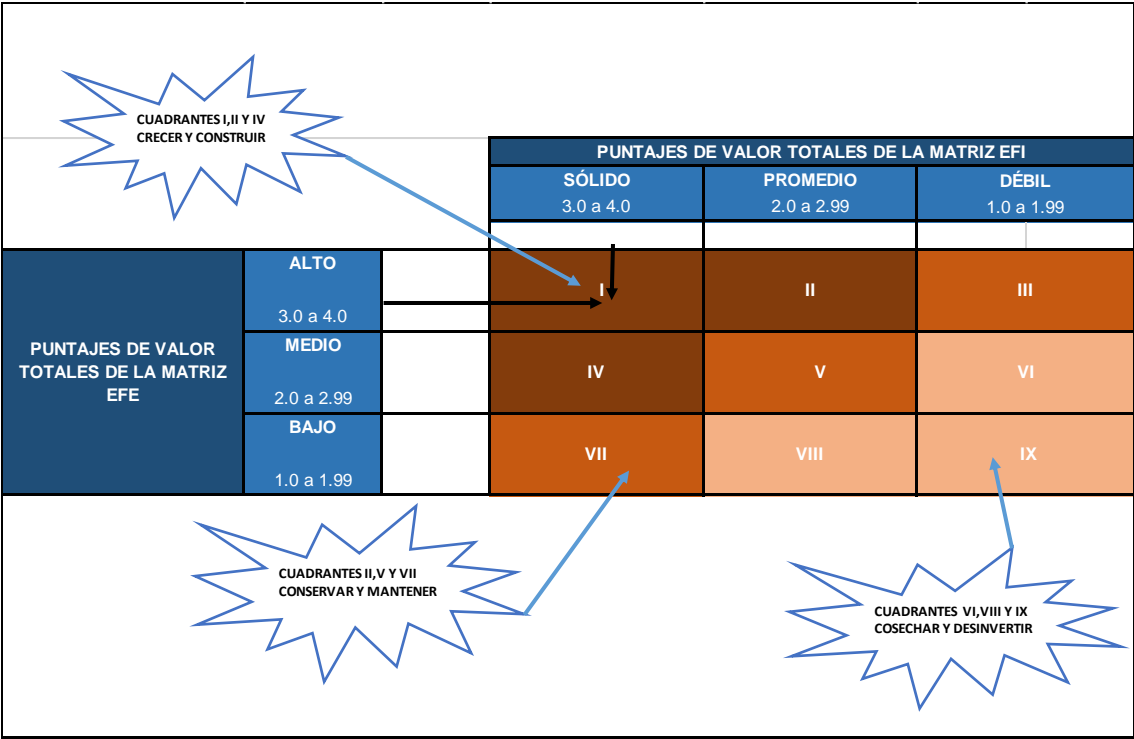 CUADRANTES I,II Y IV
CRECER Y CONSTRUIR
PUNTAJES DE VALOR TOTALES DE LA MATRIZ EFI
SÓLIDO
3.0 a 4.0
PROMEDIO
2.0 a 2.99
DÉBIL
1.0 a 1.99
PUNTAJES DE VALOR
TOTALES DE LA MATRIZ
EFE
ALTO
3.0 a 4.0
I
II
III
MEDIO
2.0 a 2.99
IV
V
VI
BAJO
1.0 a 1.99
VII
VIII
IX
CUADRANTES II,V Y VII
CONSERVAR Y MANTENER
CUADRANTES VI,VIII Y IX
COSECHAR Y DESINVERTIR